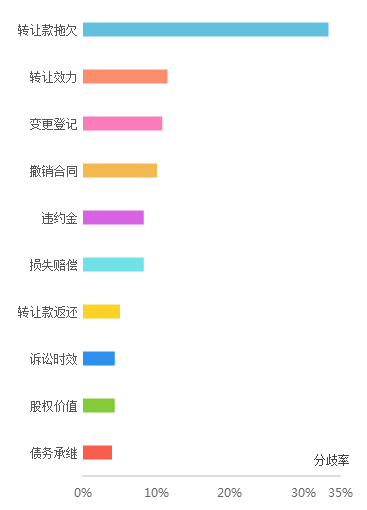 转让款拖欠
转让效力
变更登记
撤销合同
违约金
损失赔偿
转让款返还
诉讼时效
股权价值
债务承继
分歧率
0% 10% 20% 30% 35%